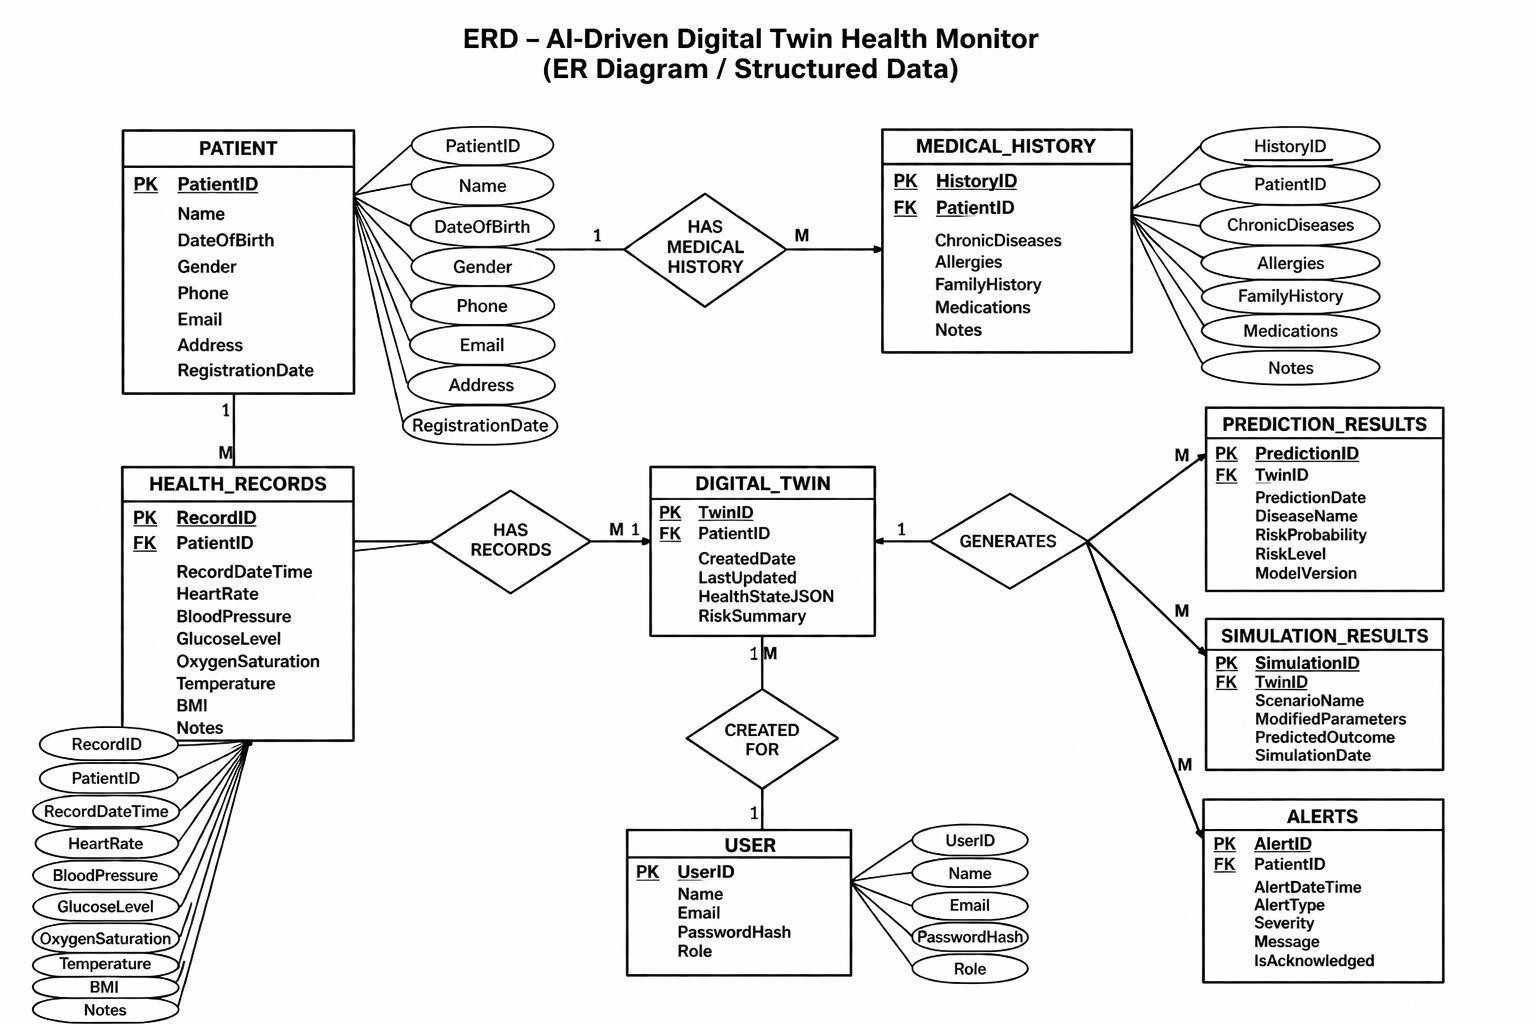 ERD – AI-Driven Digital Twin Health Monitor
(ER Diagram / Structured Data)
PATIENT
PK PatientID
Name
DateOfBirth
Gender
Phone
Email
Address
RegistrationDate
PatientID
Name
DateOfBirth
Gender
Phone
Email
Address
RegistrationDate
1
HAS
MEDICAL
HISTORY
M
MEDICAL_HISTORY
PK HistoryID
FK PatientID
ChronicDiseases
Allergies
FamilyHistory
Medications
Notes
HistoryID
PatientID
ChronicDiseases
Allergies
FamilyHistory
Medications
Notes
1
M
HEALTH_RECORDS
PK RecordID
FK PatientID
RecordDateTime
HeartRate
BloodPressure
GlucoseLevel
OxygenSaturation
Temperature
BMI
Notes
RecordID
PatientID
RecordDateTime
HeartRate
BloodPressure
GlucoseLevel
OxygenSaturation
Temperature
BMI
Notes
HAS
RECORDS
M 1
DIGITAL_TWIN
PK TwinID
FK PatientID
CreatedDate
LastUpdated
HealthStateJSON
RiskSummary
1
GENERATES
M
M
M
1 M
CREATED
FOR
1
USER
PK UserID
Name
Email
PasswordHash
Role
UserID
Name
Email
PasswordHash
Role
PREDICTION_RESULTS
PK PredictionID
FK TwinID
PredictionDate
DiseaseName
RiskProbability
RiskLevel
ModelVersion
SIMULATION_RESULTS
PK SimulationID
FK TwinID
ScenarioName
ModifiedParameters
PredictedOutcome
SimulationDate
ALERTS
PK AlertID
FK PatientID
AlertDateTime
AlertType
Severity
Message
IsAcknowledged